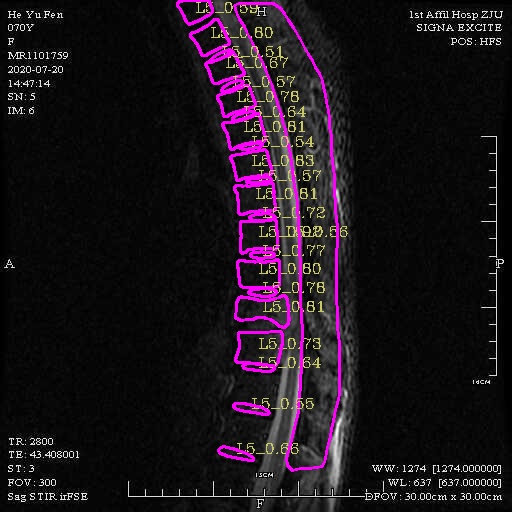 He Yu Fen
070Y
F
MR1101759
2020-07-20
14:47:14
SN: 5
IM: 6
H
1st Affil Hosp ZJU
SIGNA EXCITE
POS: HFS
L5_0.59
L5_0.80
L5_0.51
L5_0.67
L5_0.57
L5_0.78
L5_0.64
L5_0.81
L5_0.54
L5_0.83
L5_0.57
L5_0.81
L5_0.72
L5_0.77
A
P
L5_0.80
L5_0.78
L5_0.81
L5_0.73
L5_0.64
L5_0.55
L5_0.66
TR: 2800
TE: 43.408001
ST: 3
FOV: 300
Sag STIR irFSE
15CM
F
WW: 1274 [1274.000000]
WL: 637 [637.000000]
DFOV: 30.00cm x 30.00cm